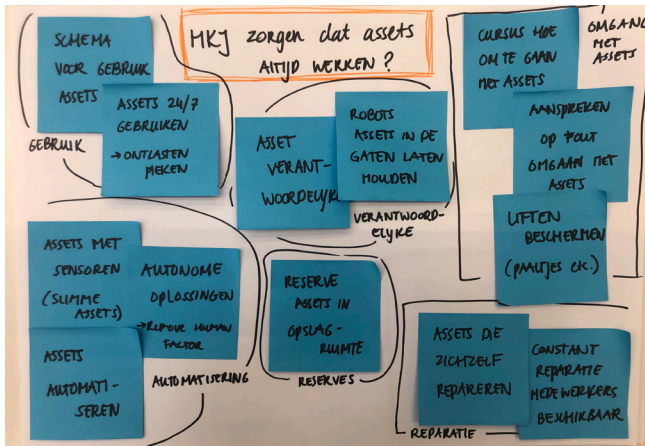 HKJ zorgen dat assets
altijd werken?
SCHEMA
VOOR GEBRUIK
ASSETS
ASSETS 24/7
GEBRUIKEN
→ ONTLASTEN
PIEKEN
GEBRUIK
ASSET
VERANT-
WOORDELIJKE
ROBOTS
ASSETS IN DE
GATEN LATEN
HOUDEN
VERANTWOORD-
ELIJKE
OMGANG
MET
ASSETS
CURSUS HOE
OM TE GAAN
MET ASSETS
AANSPREKEN
OP FOUT
OMGAAN MET
ASSETS
LIFTEN
BESCHERMEN
(PAALTJES ETC.)
ASSETS MET
SENSOREN
(SLIMME
ASSETS)
AUTONOME
OPLOSSINGEN
→ REMOVE HUMAN
FACTOR
ASSETS
AUTOMATI-
SEREN
AUTOMATISERING
RESERVE
ASSETS IN
OPSLAG-
RUIMTE
RESERVES
ASSETS DIE
ZICHZELF
REPAREREN
CONSTANT
REPARATIE
MEDEWERKERS
BESCHIKBAAR
REPARATIE